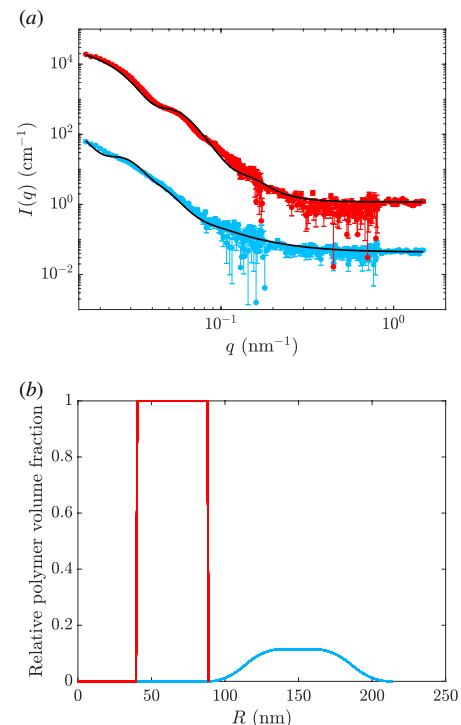 (a)
10^4
10^2
10^0
10^-2
I(q) (cm^-1)
10^-1 10^0
q (nm^-1)
(b)
1
0.8
0.6
0.4
0.2
0
Relative polymer volume fraction
0 50 100 150 200 250
R (nm)